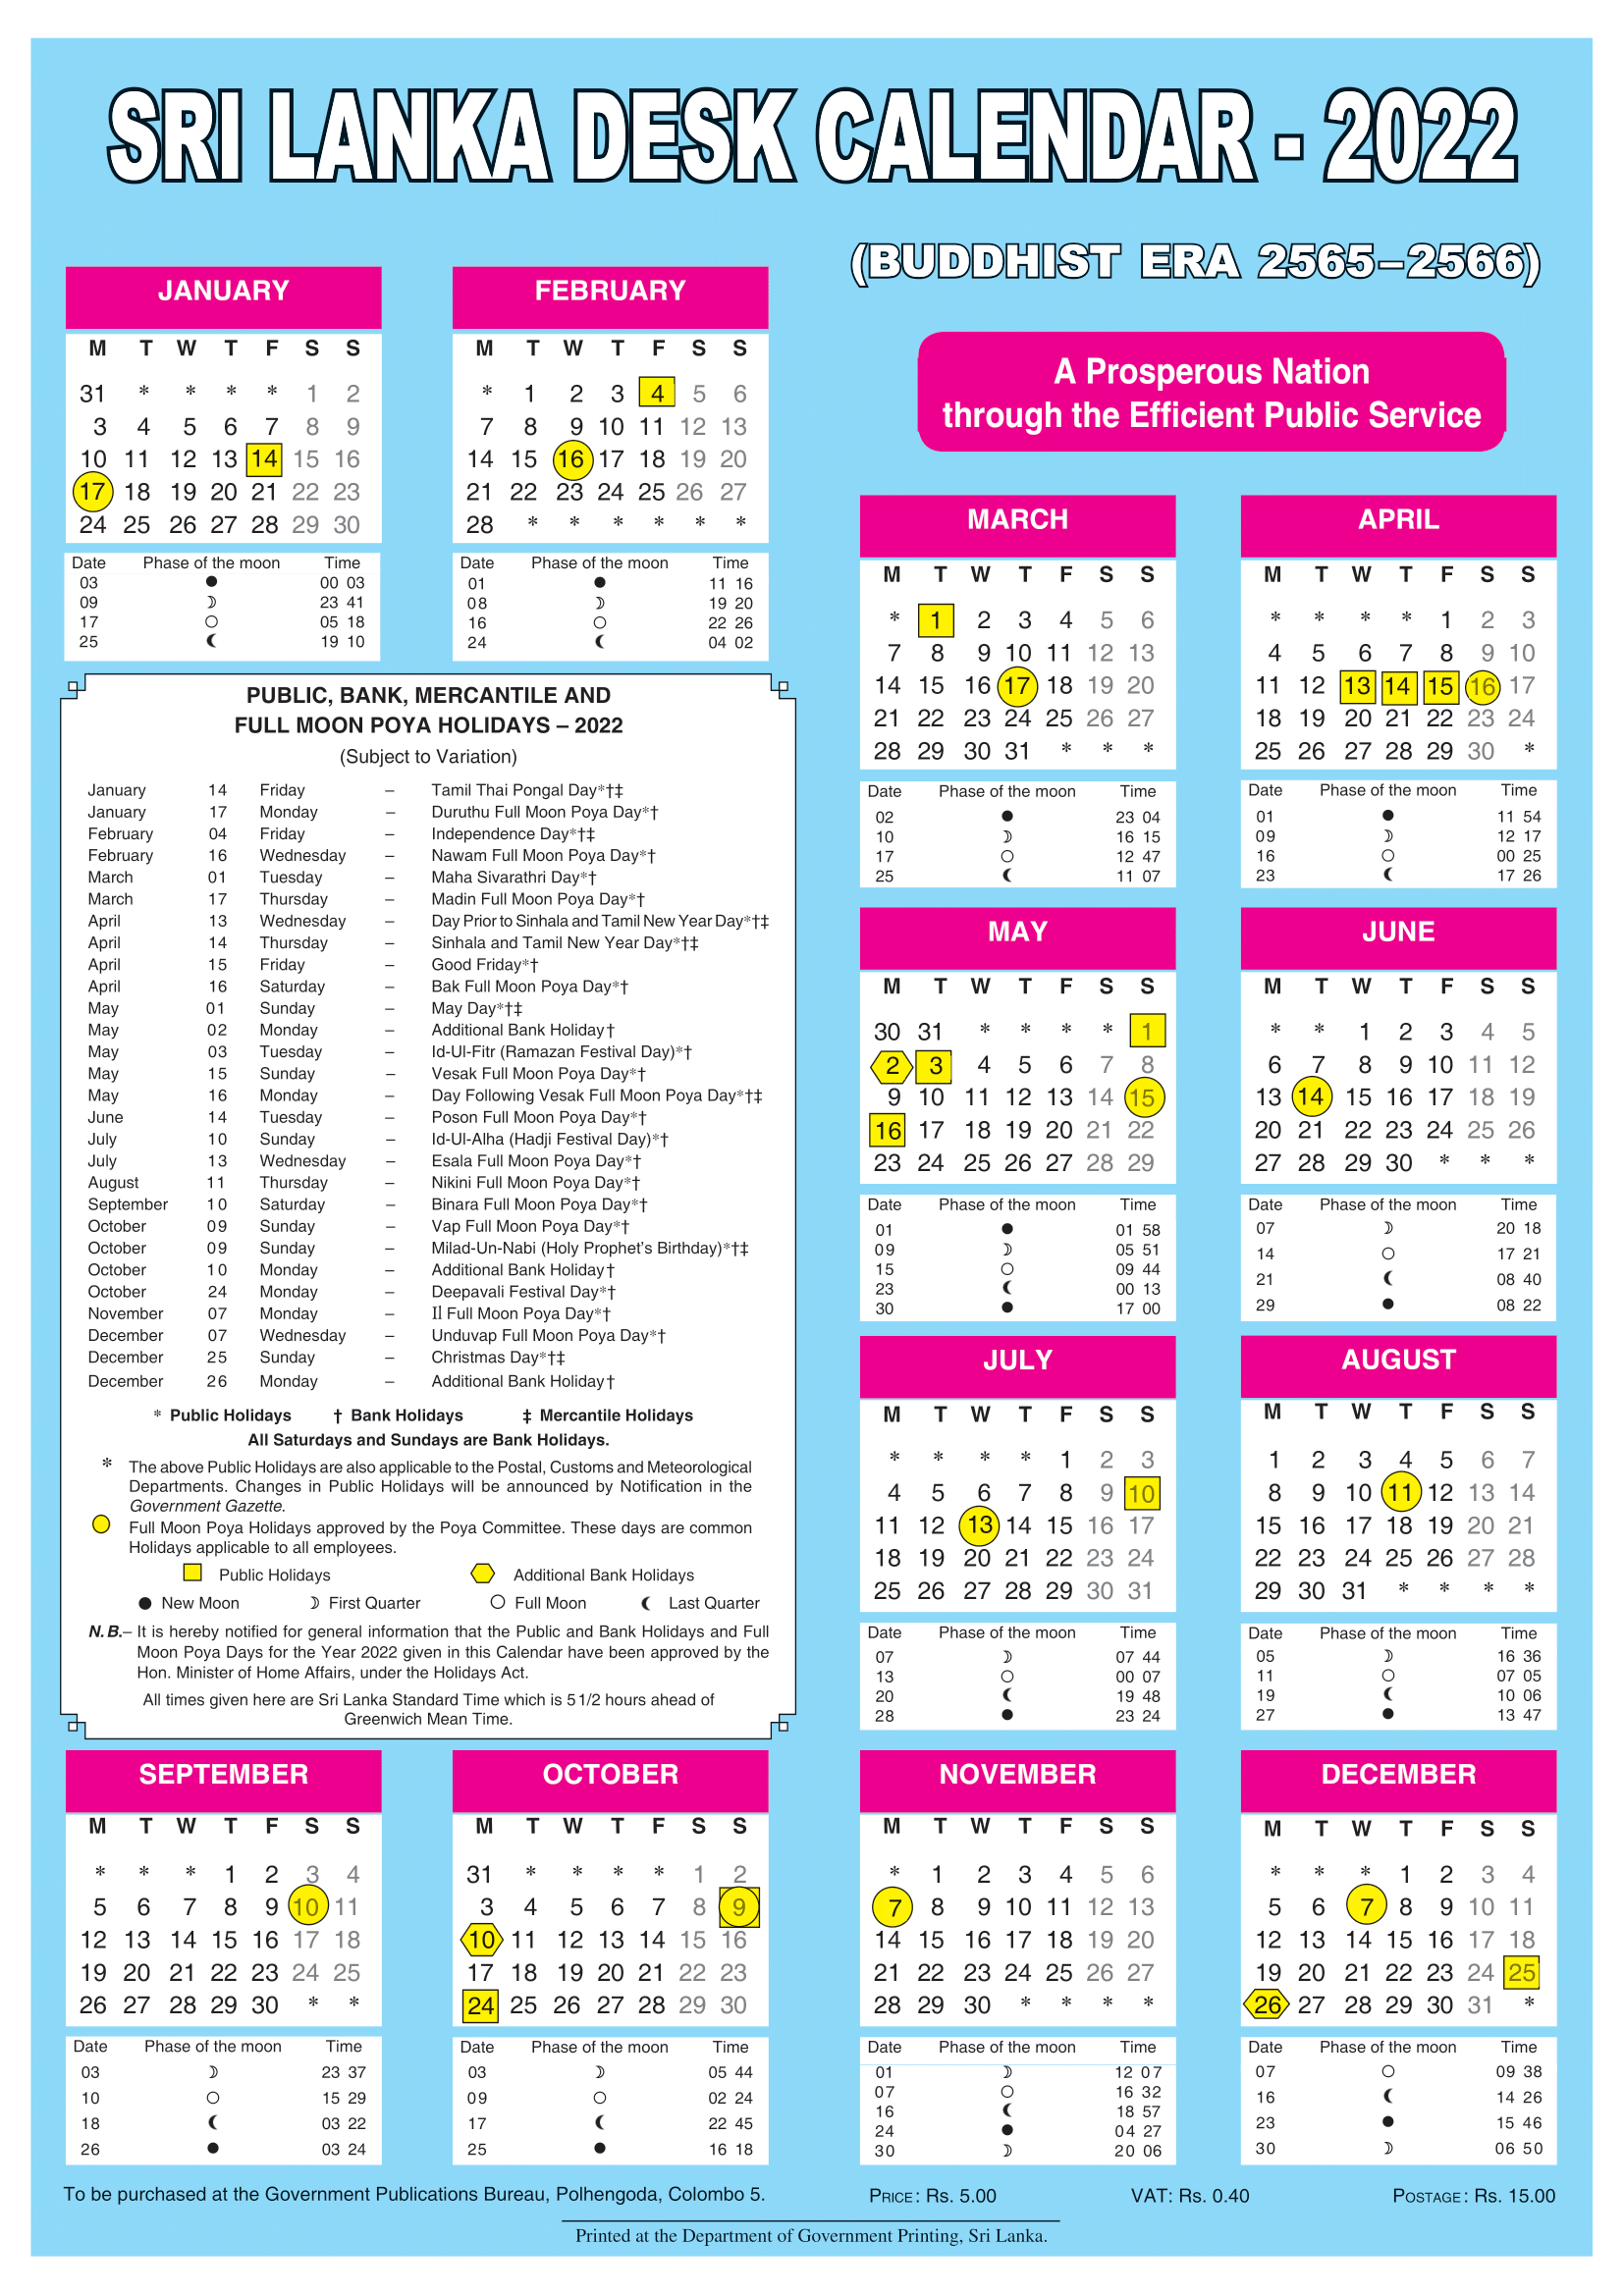 SRI LANKA DESK CALENDAR - 2022
(BUDDHIST ERA 2565–2566)
A Prosperous Nation
through the Efficient Public Service
JANUARY
M T W T F S S
31 * * * * 1 2
3 4 5 6 7 8 9
10 11 12 13 14 15 16
17 18 19 20 21 22 23
24 25 26 27 28 29 30
Date Phase of the moon Time
03 ● 00 03
09 ☽ 23 41
17 ○ 05 18
25 ☾ 19 10
FEBRUARY
M T W T F S S
* 1 2 3 4 5 6
7 8 9 10 11 12 13
14 15 16 17 18 19 20
21 22 23 24 25 26 27
28 * * * * * *
Date Phase of the moon Time
01 ● 11 16
08 ☽ 19 20
16 ○ 22 26
24 ☾ 04 02
PUBLIC, BANK, MERCANTILE AND
FULL MOON POYA HOLIDAYS – 2022
(Subject to Variation)
January 14 Friday – Tamil Thai Pongal Day*†‡
January 17 Monday – Duruthu Full Moon Poya Day*†
February 04 Friday – Independence Day*†‡
February 16 Wednesday – Nawam Full Moon Poya Day*†
March 01 Tuesday – Maha Sivarathri Day*†
March 17 Thursday – Madin Full Moon Poya Day*†
April 13 Wednesday – Day Prior to Sinhala and Tamil New Year Day*†‡
April 14 Thursday – Sinhala and Tamil New Year Day*†‡
April 15 Friday – Good Friday*†
April 16 Saturday – Bak Full Moon Poya Day*†
May 01 Sunday – May Day*†‡
May 02 Monday – Additional Bank Holiday†
May 03 Tuesday – Id-Ul-Fitr (Ramazan Festival Day)*†
May 15 Sunday – Vesak Full Moon Poya Day*†
May 16 Monday – Day Following Vesak Full Moon Poya Day*†‡
June 14 Tuesday – Poson Full Moon Poya Day*†
July 10 Sunday – Id-Ul-Alha (Hadji Festival Day)*†
July 13 Wednesday – Esala Full Moon Poya Day*†
August 11 Thursday – Nikini Full Moon Poya Day*†
September 10 Saturday – Binara Full Moon Poya Day*†
October 09 Sunday – Vap Full Moon Poya Day*†
October 09 Sunday – Milad-Un-Nabi (Holy Prophet's Birthday)*†‡
October 10 Monday – Additional Bank Holiday†
October 24 Monday – Deepavali Festival Day*†
November 07 Monday – Il Full Moon Poya Day*†
December 07 Wednesday – Unduvap Full Moon Poya Day*†
December 25 Sunday – Christmas Day*†‡
December 26 Monday – Additional Bank Holiday†
* Public Holidays † Bank Holidays ‡ Mercantile Holidays
All Saturdays and Sundays are Bank Holidays.
* The above Public Holidays are also applicable to the Postal, Customs and Meteorological
Departments. Changes in Public Holidays will be announced by Notification in the
Government Gazette.
Full Moon Poya Holidays approved by the Poya Committee. These days are common
Holidays applicable to all employees.
Public Holidays Additional Bank Holidays
● New Moon ☽ First Quarter ○ Full Moon ☾ Last Quarter
N. B.– It is hereby notified for general information that the Public and Bank Holidays and Full
Moon Poya Days for the Year 2022 given in this Calendar have been approved by the
Hon. Minister of Home Affairs, under the Holidays Act.
All times given here are Sri Lanka Standard Time which is 5 1/2 hours ahead of
Greenwich Mean Time.
MARCH
M T W T F S S
* 1 2 3 4 5 6
7 8 9 10 11 12 13
14 15 16 17 18 19 20
21 22 23 24 25 26 27
28 29 30 31 * * *
Date Phase of the moon Time
02 ● 23 04
10 ☽ 16 15
17 ○ 12 47
25 ☾ 11 07
APRIL
M T W T F S S
* * * * 1 2 3
4 5 6 7 8 9 10
11 12 13 14 15 16 17
18 19 20 21 22 23 24
25 26 27 28 29 30 *
Date Phase of the moon Time
01 ● 11 54
09 ☽ 12 17
16 ○ 00 25
23 ☾ 17 26
MAY
M T W T F S S
30 31 * * * * 1
2 3 4 5 6 7 8
9 10 11 12 13 14 15
16 17 18 19 20 21 22
23 24 25 26 27 28 29
Date Phase of the moon Time
01 ● 01 58
09 ☽ 05 51
15 ○ 09 44
23 ☾ 00 13
30 ● 17 00
JUNE
M T W T F S S
* * 1 2 3 4 5
6 7 8 9 10 11 12
13 14 15 16 17 18 19
20 21 22 23 24 25 26
27 28 29 30 * * *
Date Phase of the moon Time
07 ☽ 20 18
14 ○ 17 21
21 ☾ 08 40
29 ● 08 22
JULY
M T W T F S S
* * * * 1 2 3
4 5 6 7 8 9 10
11 12 13 14 15 16 17
18 19 20 21 22 23 24
25 26 27 28 29 30 31
Date Phase of the moon Time
07 ☽ 07 44
13 ○ 00 07
20 ☾ 19 48
28 ● 23 24
AUGUST
M T W T F S S
1 2 3 4 5 6 7
8 9 10 11 12 13 14
15 16 17 18 19 20 21
22 23 24 25 26 27 28
29 30 31 * * * *
Date Phase of the moon Time
05 ☽ 16 36
11 ○ 07 05
19 ☾ 10 06
27 ● 13 47
SEPTEMBER
M T W T F S S
* * * 1 2 3 4
5 6 7 8 9 10 11
12 13 14 15 16 17 18
19 20 21 22 23 24 25
26 27 28 29 30 * *
Date Phase of the moon Time
03 ☽ 23 37
10 ○ 15 29
18 ☾ 03 22
26 ● 03 24
OCTOBER
M T W T F S S
31 * * * * 1 2
3 4 5 6 7 8 9
10 11 12 13 14 15 16
17 18 19 20 21 22 23
24 25 26 27 28 29 30
Date Phase of the moon Time
03 ☽ 05 44
09 ○ 02 24
17 ☾ 22 45
25 ● 16 18
NOVEMBER
M T W T F S S
* 1 2 3 4 5 6
7 8 9 10 11 12 13
14 15 16 17 18 19 20
21 22 23 24 25 26 27
28 29 30 * * * *
Date Phase of the moon Time
01 ☽ 12 07
07 ○ 16 32
16 ☾ 18 57
24 ● 04 27
30 ☽ 20 06
DECEMBER
M T W T F S S
* * * 1 2 3 4
5 6 7 8 9 10 11
12 13 14 15 16 17 18
19 20 21 22 23 24 25
26 27 28 29 30 31 *
Date Phase of the moon Time
07 ○ 09 38
16 ☾ 14 26
23 ● 15 46
30 ☽ 06 50
To be purchased at the Government Publications Bureau, Polhengoda, Colombo 5. PRICE : Rs. 5.00 VAT: Rs. 0.40 POSTAGE : Rs. 15.00
Printed at the Department of Government Printing, Sri Lanka.